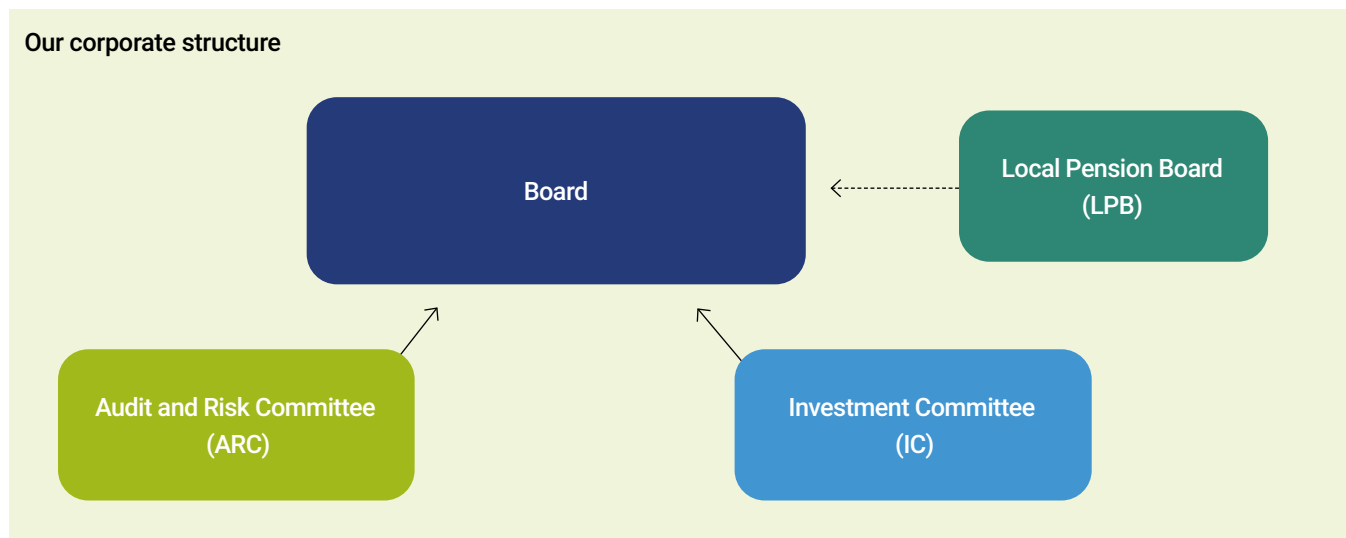 Our corporate structure
Board
Local Pension Board
(LPB)
Audit and Risk Committee
(ARC)
Investment Committee
(IC)